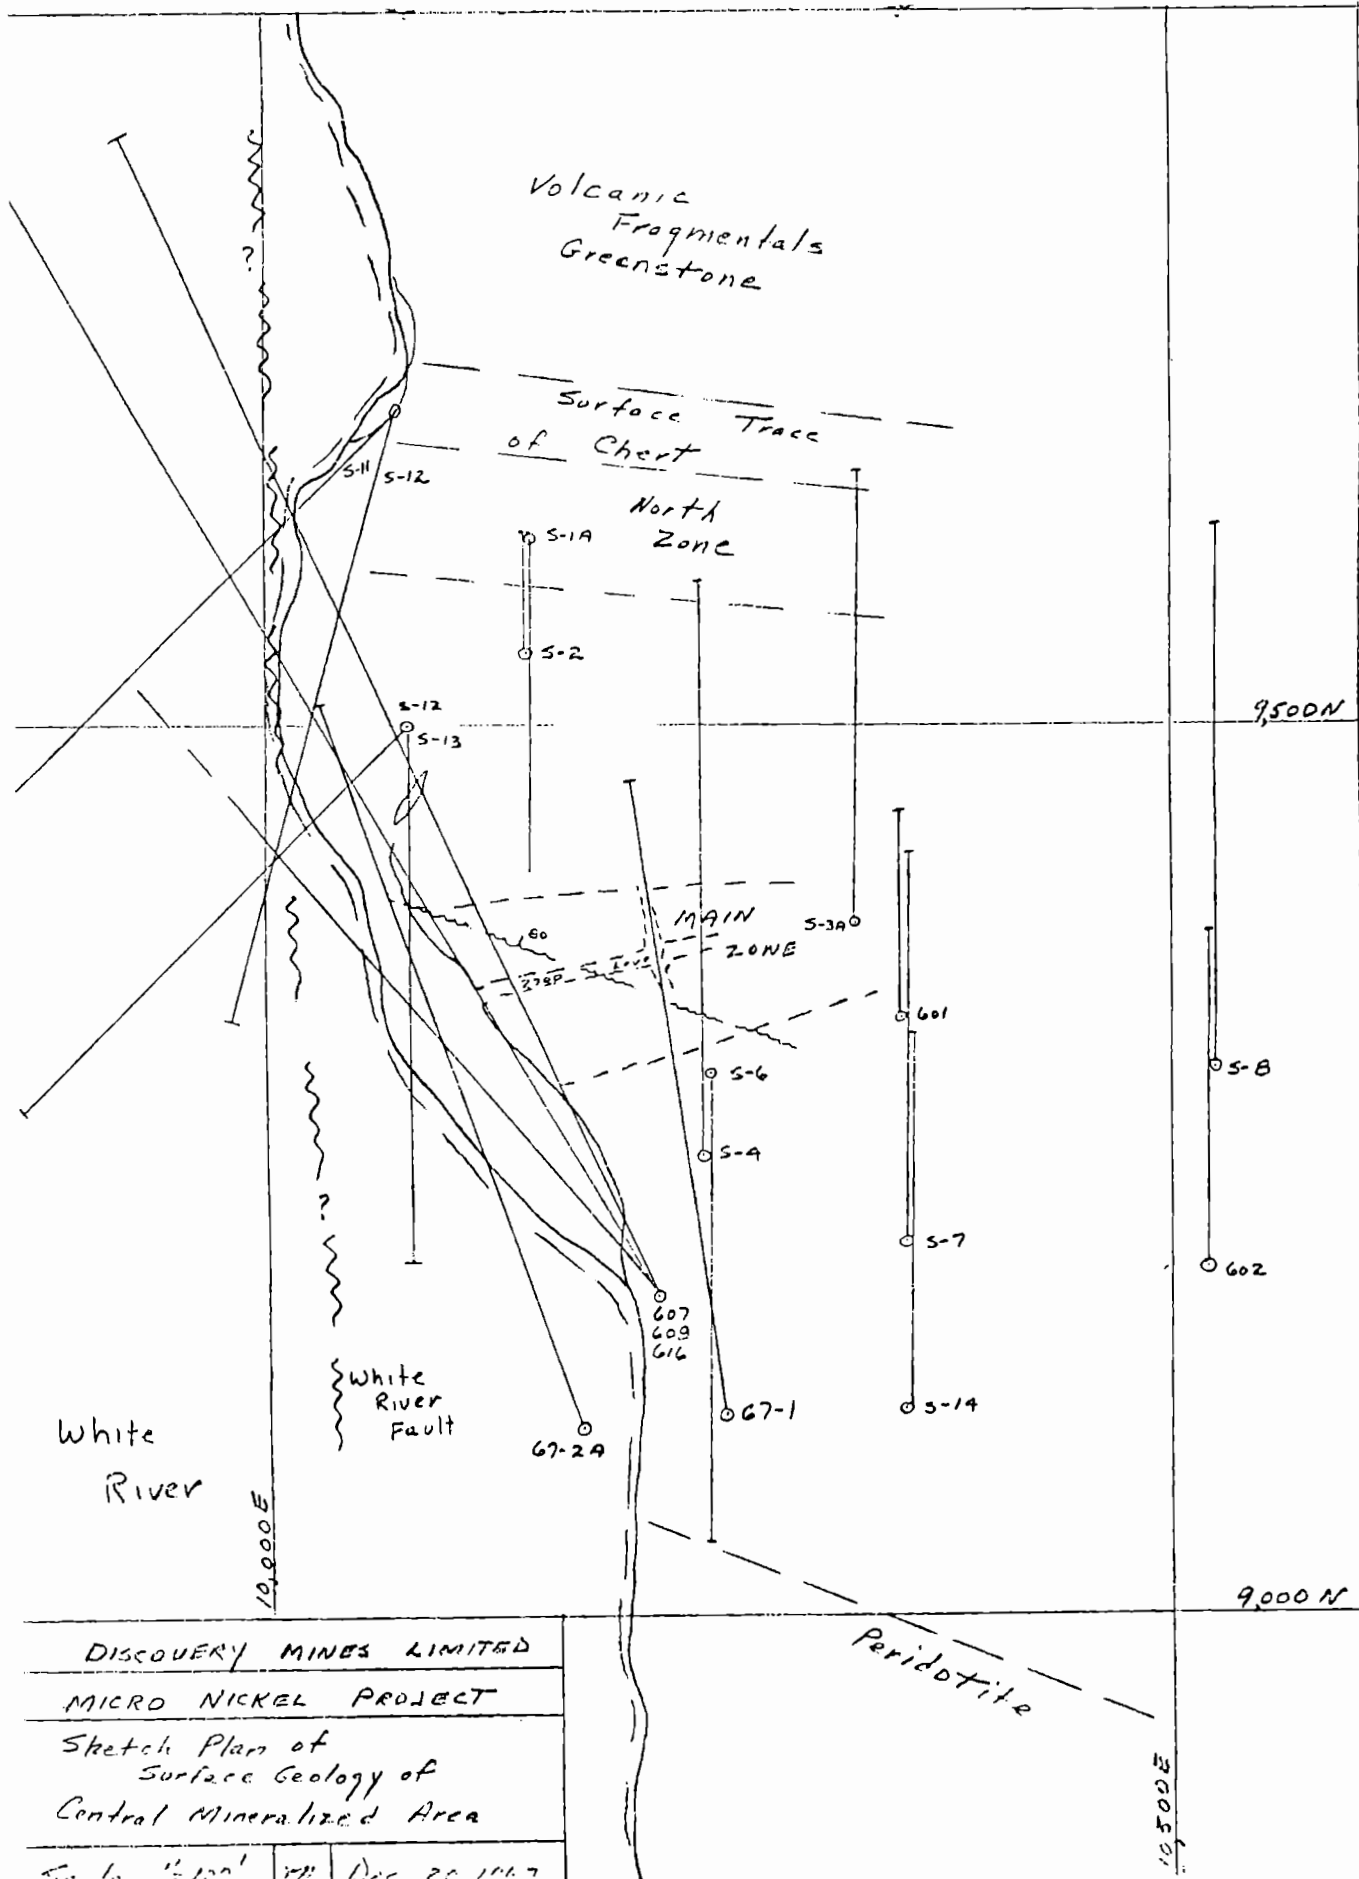 Volcanic
Fragmentals
Greenstone
?
Surface Trace
of Chert
S-11
S-12
North
Zone
S-1A
S-2
9,500N
S-12
S-13
MAIN
ZONE
S-3A
60
601
S-6
S-8
S-4
?
S-7
602
607
609
616
White
River
Fault
67-1
S-14
67-2A
White
River
10,000E
9,000N
Peridotite
10,500E
DISCOVERY MINES LIMITED
MICRO NICKEL PROJECT
Sketch Plan of
Surface Geology of
Central Mineralized Area